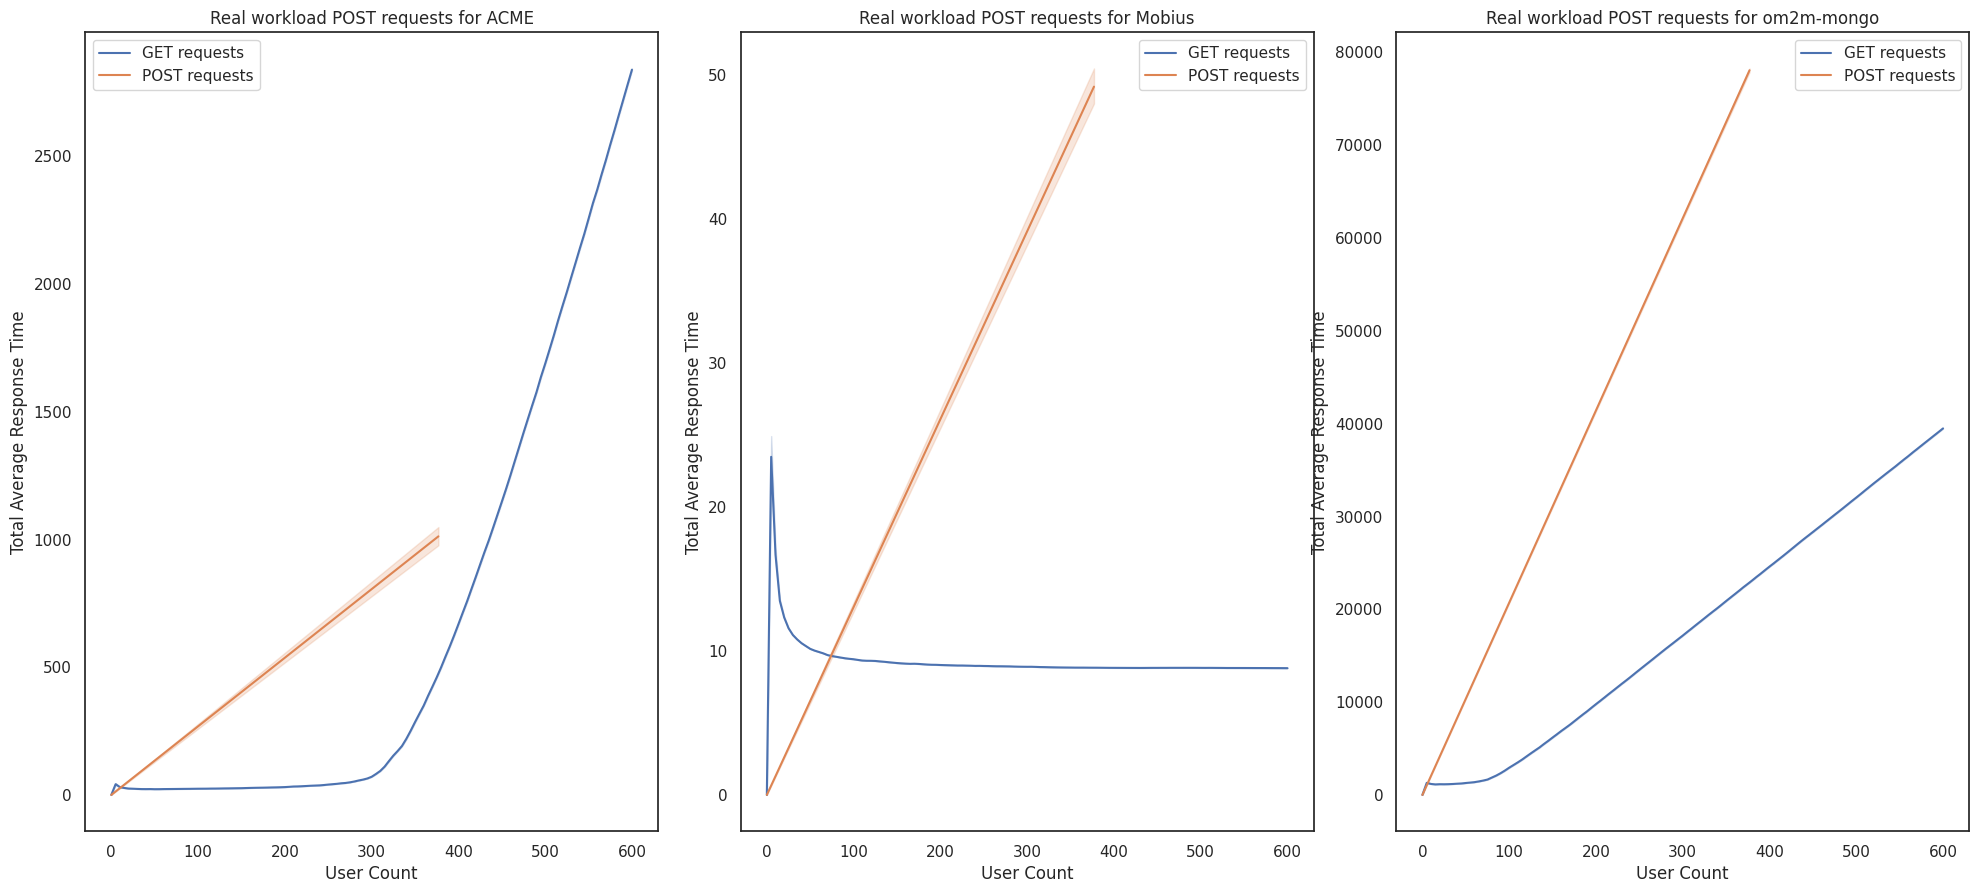 Real workload POST requests for ACME
GET requests
POST requests
2500
2000
1500
1000
500
0
Total Average Response Time
0 100 200 300 400 500 600
User Count
Real workload POST requests for Mobius
GET requests
POST requests
50
40
30
20
10
0
Total Average Response Time
0 100 200 300 400 500 600
User Count
Real workload POST requests for om2m-mongo
GET requests
POST requests
80000
70000
60000
50000
40000
30000
20000
10000
0
Total Average Response Time
0 100 200 300 400 500 600
User Count